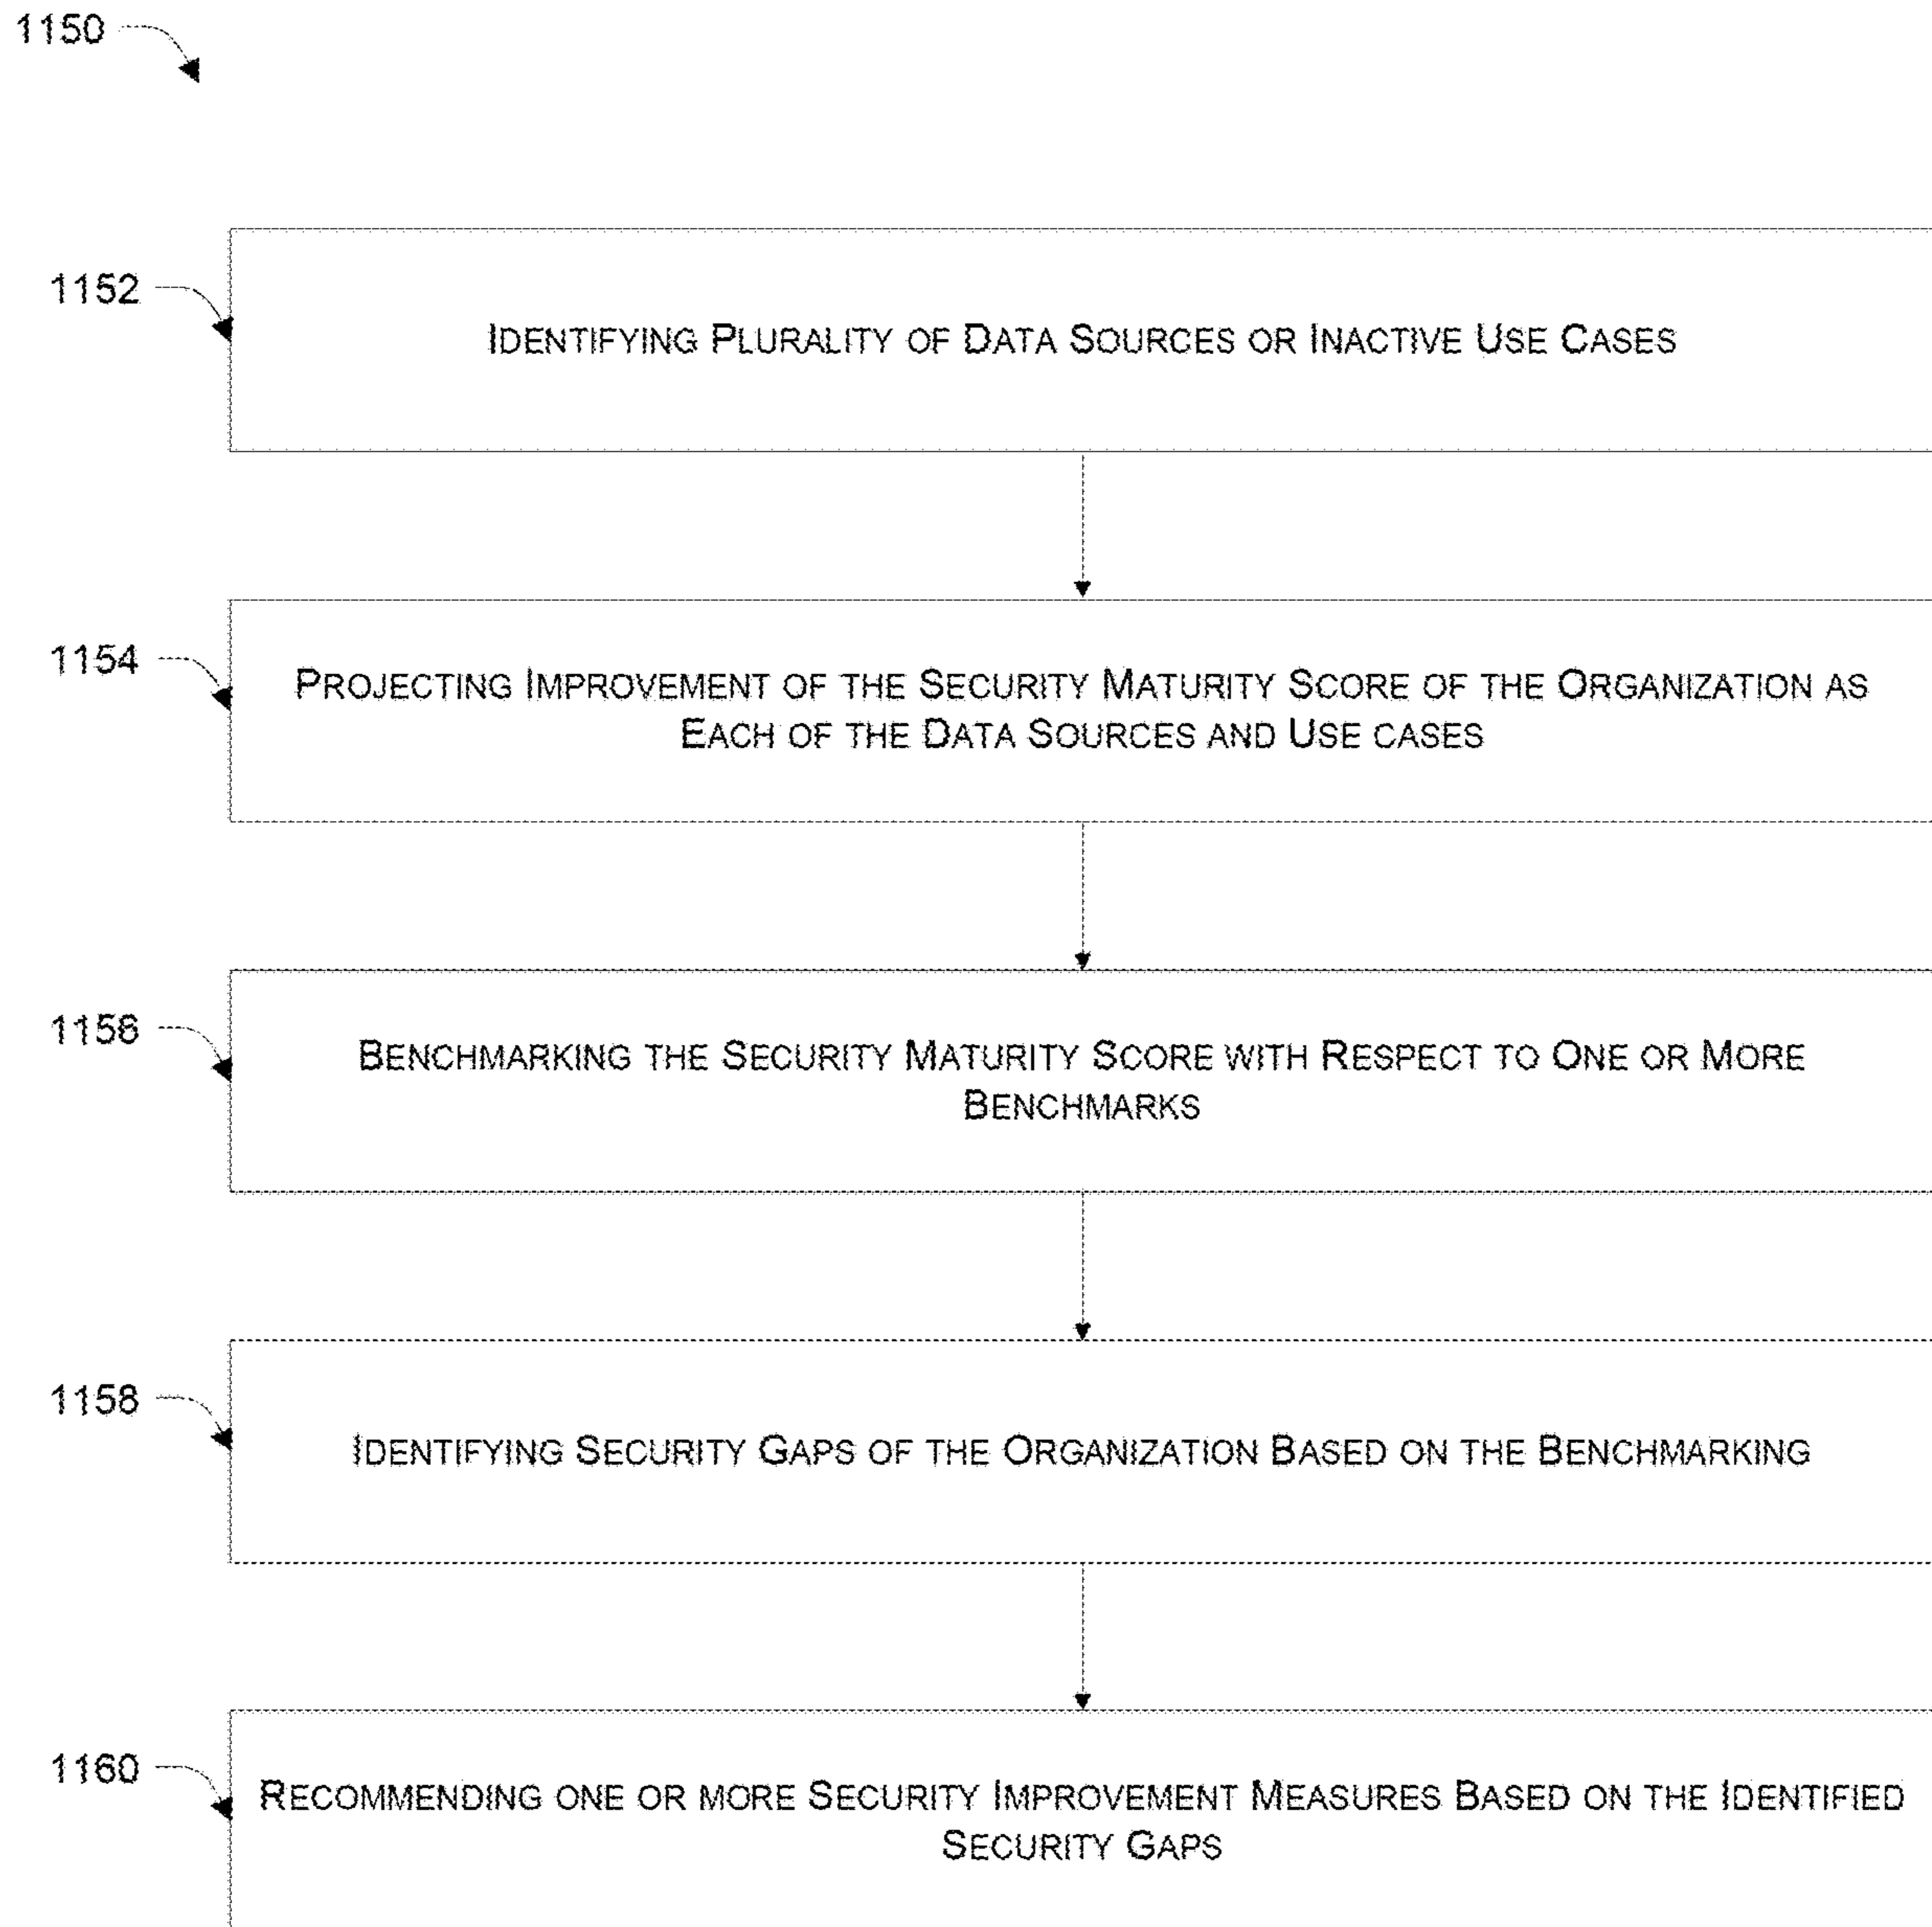 1150
1152
Identifying Plurality of Data Sources or Inactive Use Cases
1154
Projecting Improvement of the Security Maturity Score of the Organization as
Each of the Data Sources and Use cases
1156
Benchmarking the Security Maturity Score with Respect to One or More
Benchmarks
1158
Identifying Security Gaps of the Organization Based on the Benchmarking
1160
Recommending one or more Security Improvement Measures Based on the Identified
Security Gaps